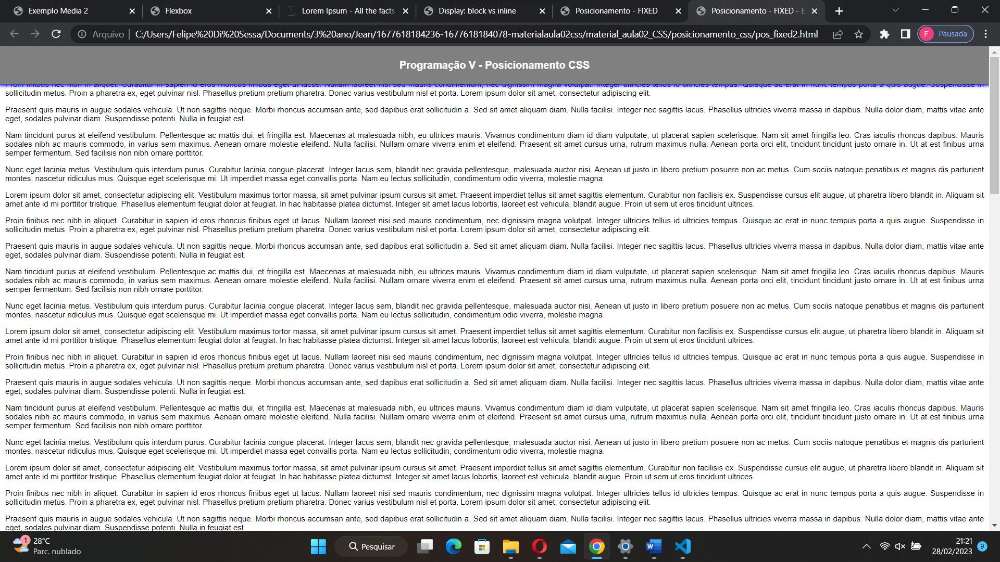 Exemplo Media 2
Flexbox
Lorem Ipsum - All the facts
Display: block vs inline
Posicionamento - FIXED
Posicionamento - FIXED - E
Arquivo
C:/Users/Felipe%20Di%20Sessa/Documents/3%20ano/Jean/1677618184236-1677618184078-materialaula02css/material_aula02_CSS/posicionamento_css/pos_fixed2.html
F
Pausada
Programação V - Posicionamento CSS
Proin finibus nec nibh in aliquet. Curabitur in sapien id eros rhoncus finibus eget ut lacus. Nullam laoreet nisi sed mauris condimentum, nec dignissim magna volutpat. Integer ultricies tellus id ultricies tempus. Quisque ac erat in nunc tempus porta a quis augue. Suspendisse in
sollicitudin metus. Proin a pharetra ex, eget pulvinar nisl. Phasellus pretium pretium pharetra. Donec varius vestibulum nisl et porta. Lorem ipsum dolor sit amet, consectetur adipiscing elit.
Praesent quis mauris in augue sodales vehicula. Ut non sagittis neque. Morbi rhoncus accumsan ante, sed dapibus erat sollicitudin a. Sed sit amet aliquam diam. Nulla facilisi. Integer nec sagittis lacus. Phasellus ultricies viverra massa in dapibus. Nulla dolor diam, mattis vitae ante
eget, sodales pulvinar diam. Suspendisse potenti. Nulla in feugiat est.
Nam tincidunt purus at eleifend vestibulum. Pellentesque ac mattis dui, et fringilla est. Maecenas at malesuada nibh, eu ultrices mauris. Vivamus condimentum diam id diam vulputate, ut placerat sapien scelerisque. Nam sit amet fringilla leo. Cras iaculis rhoncus dapibus. Mauris
sodales nibh ac mauris commodo, in varius sem maximus. Aenean ornare molestie eleifend. Nulla facilisi. Nullam ornare viverra enim et eleifend. Praesent sit amet cursus urna, rutrum maximus nulla. Aenean porta orci elit, tincidunt tincidunt justo ornare in. Ut at est finibus urna
semper fermentum. Sed facilisis non nibh ornare porttitor.
Nunc eget lacinia metus. Vestibulum quis interdum purus. Curabitur lacinia congue placerat. Integer lacus sem, blandit nec gravida pellentesque, malesuada auctor nisi. Aenean ut justo in libero pretium posuere non ac metus. Cum sociis natoque penatibus et magnis dis parturient
montes, nascetur ridiculus mus. Quisque eget scelerisque mi. Ut imperdiet massa eget convallis porta. Nam eu lectus sollicitudin, condimentum odio viverra, molestie magna.
Lorem ipsum dolor sit amet, consectetur adipiscing elit. Vestibulum maximus tortor massa, sit amet pulvinar ipsum cursus sit amet. Praesent imperdiet tellus sit amet sagittis elementum. Curabitur non facilisis ex. Suspendisse cursus elit augue, ut pharetra libero blandit in. Aliquam sit
amet ante id mi porttitor tristique. Phasellus elementum feugiat dolor at feugiat. In hac habitasse platea dictumst. Integer sit amet lacus lobortis, laoreet est vehicula, blandit augue. Proin ut sem ut eros tincidunt ultrices.
Proin finibus nec nibh in aliquet. Curabitur in sapien id eros rhoncus finibus eget ut lacus. Nullam laoreet nisi sed mauris condimentum, nec dignissim magna volutpat. Integer ultricies tellus id ultricies tempus. Quisque ac erat in nunc tempus porta a quis augue. Suspendisse in
sollicitudin metus. Proin a pharetra ex, eget pulvinar nisl. Phasellus pretium pretium pharetra. Donec varius vestibulum nisl et porta. Lorem ipsum dolor sit amet, consectetur adipiscing elit.
Praesent quis mauris in augue sodales vehicula. Ut non sagittis neque. Morbi rhoncus accumsan ante, sed dapibus erat sollicitudin a. Sed sit amet aliquam diam. Nulla facilisi. Integer nec sagittis lacus. Phasellus ultricies viverra massa in dapibus. Nulla dolor diam, mattis vitae ante
eget, sodales pulvinar diam. Suspendisse potenti. Nulla in feugiat est.
Nam tincidunt purus at eleifend vestibulum. Pellentesque ac mattis dui, et fringilla est. Maecenas at malesuada nibh, eu ultrices mauris. Vivamus condimentum diam id diam vulputate, ut placerat sapien scelerisque. Nam sit amet fringilla leo. Cras iaculis rhoncus dapibus. Mauris
sodales nibh ac mauris commodo, in varius sem maximus. Aenean ornare molestie eleifend. Nulla facilisi. Nullam ornare viverra enim et eleifend. Praesent sit amet cursus urna, rutrum maximus nulla. Aenean porta orci elit, tincidunt tincidunt justo ornare in. Ut at est finibus urna
semper fermentum. Sed facilisis non nibh ornare porttitor.
Nunc eget lacinia metus. Vestibulum quis interdum purus. Curabitur lacinia congue placerat. Integer lacus sem, blandit nec gravida pellentesque, malesuada auctor nisi. Aenean ut justo in libero pretium posuere non ac metus. Cum sociis natoque penatibus et magnis dis parturient
montes, nascetur ridiculus mus. Quisque eget scelerisque mi. Ut imperdiet massa eget convallis porta. Nam eu lectus sollicitudin, condimentum odio viverra, molestie magna.
Lorem ipsum dolor sit amet, consectetur adipiscing elit. Vestibulum maximus tortor massa, sit amet pulvinar ipsum cursus sit amet. Praesent imperdiet tellus sit amet sagittis elementum. Curabitur non facilisis ex. Suspendisse cursus elit augue, ut pharetra libero blandit in. Aliquam sit
amet ante id mi porttitor tristique. Phasellus elementum feugiat dolor at feugiat. In hac habitasse platea dictumst. Integer sit amet lacus lobortis, laoreet est vehicula, blandit augue. Proin ut sem ut eros tincidunt ultrices.
Proin finibus nec nibh in aliquet. Curabitur in sapien id eros rhoncus finibus eget ut lacus. Nullam laoreet nisi sed mauris condimentum, nec dignissim magna volutpat. Integer ultricies tellus id ultricies tempus. Quisque ac erat in nunc tempus porta a quis augue. Suspendisse in
sollicitudin metus. Proin a pharetra ex, eget pulvinar nisl. Phasellus pretium pretium pharetra. Donec varius vestibulum nisl et porta. Lorem ipsum dolor sit amet, consectetur adipiscing elit.
Praesent quis mauris in augue sodales vehicula. Ut non sagittis neque. Morbi rhoncus accumsan ante, sed dapibus erat sollicitudin a. Sed sit amet aliquam diam. Nulla facilisi. Integer nec sagittis lacus. Phasellus ultricies viverra massa in dapibus. Nulla dolor diam, mattis vitae ante
eget, sodales pulvinar diam. Suspendisse potenti. Nulla in feugiat est.
Nam tincidunt purus at eleifend vestibulum. Pellentesque ac mattis dui, et fringilla est. Maecenas at malesuada nibh, eu ultrices mauris. Vivamus condimentum diam id diam vulputate, ut placerat sapien scelerisque. Nam sit amet fringilla leo. Cras iaculis rhoncus dapibus. Mauris
sodales nibh ac mauris commodo, in varius sem maximus. Aenean ornare molestie eleifend. Nulla facilisi. Nullam ornare viverra enim et eleifend. Praesent sit amet cursus urna, rutrum maximus nulla. Aenean porta orci elit, tincidunt tincidunt justo ornare in. Ut at est finibus urna
semper fermentum. Sed facilisis non nibh ornare porttitor.
Nunc eget lacinia metus. Vestibulum quis interdum purus. Curabitur lacinia congue placerat. Integer lacus sem, blandit nec gravida pellentesque, malesuada auctor nisi. Aenean ut justo in libero pretium posuere non ac metus. Cum sociis natoque penatibus et magnis dis parturient
montes, nascetur ridiculus mus. Quisque eget scelerisque mi. Ut imperdiet massa eget convallis porta. Nam eu lectus sollicitudin, condimentum odio viverra, molestie magna.
Lorem ipsum dolor sit amet, consectetur adipiscing elit. Vestibulum maximus tortor massa, sit amet pulvinar ipsum cursus sit amet. Praesent imperdiet tellus sit amet sagittis elementum. Curabitur non facilisis ex. Suspendisse cursus elit augue, ut pharetra libero blandit in. Aliquam sit
amet ante id mi porttitor tristique. Phasellus elementum feugiat dolor at feugiat. In hac habitasse platea dictumst. Integer sit amet lacus lobortis, laoreet est vehicula, blandit augue. Proin ut sem ut eros tincidunt ultrices.
Proin finibus nec nibh in aliquet. Curabitur in sapien id eros rhoncus finibus eget ut lacus. Nullam laoreet nisi sed mauris condimentum, nec dignissim magna volutpat. Integer ultricies tellus id ultricies tempus. Quisque ac erat in nunc tempus porta a quis augue. Suspendisse in
sollicitudin metus. Proin a pharetra ex, eget pulvinar nisl. Phasellus pretium pretium pharetra. Donec varius vestibulum nisl et porta. Lorem ipsum dolor sit amet, consectetur adipiscing elit.
Praesent quis mauris in augue sodales vehicula. Ut non sagittis neque. Morbi rhoncus accumsan ante, sed dapibus erat sollicitudin a. Sed sit amet aliquam diam. Nulla facilisi. Integer nec sagittis lacus. Phasellus ultricies viverra massa in dapibus. Nulla dolor diam, mattis vitae ante
eget, sodales pulvinar diam. Suspendisse potenti. Nulla in feugiat est.
1
28°C
Parc. nublado
Pesquisar
W
21:21
28/02/2023
9